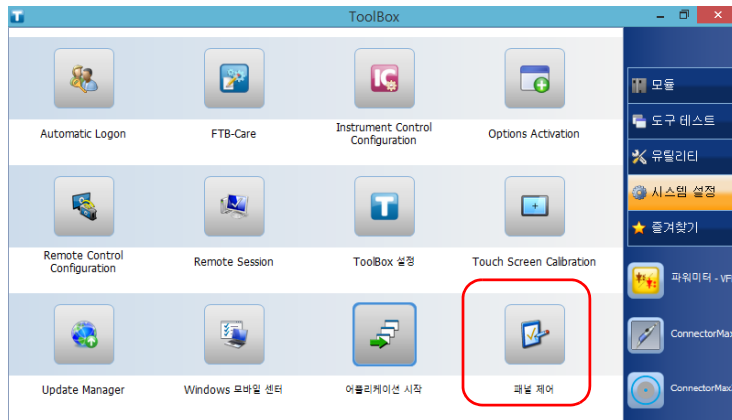 ToolBox
Automatic Logon
FTB-Care
Instrument Control
Configuration
Options Activation
Remote Control
Configuration
Remote Session
ToolBox 설정
Touch Screen Calibration
Update Manager
Windows 모바일 센터
어플리케이션 시작
패널 제어
모듈
도구 테스트
유틸리티
시스템 설정
즐겨찾기
파워미터 - VF
ConnectorMax
ConnectorMax